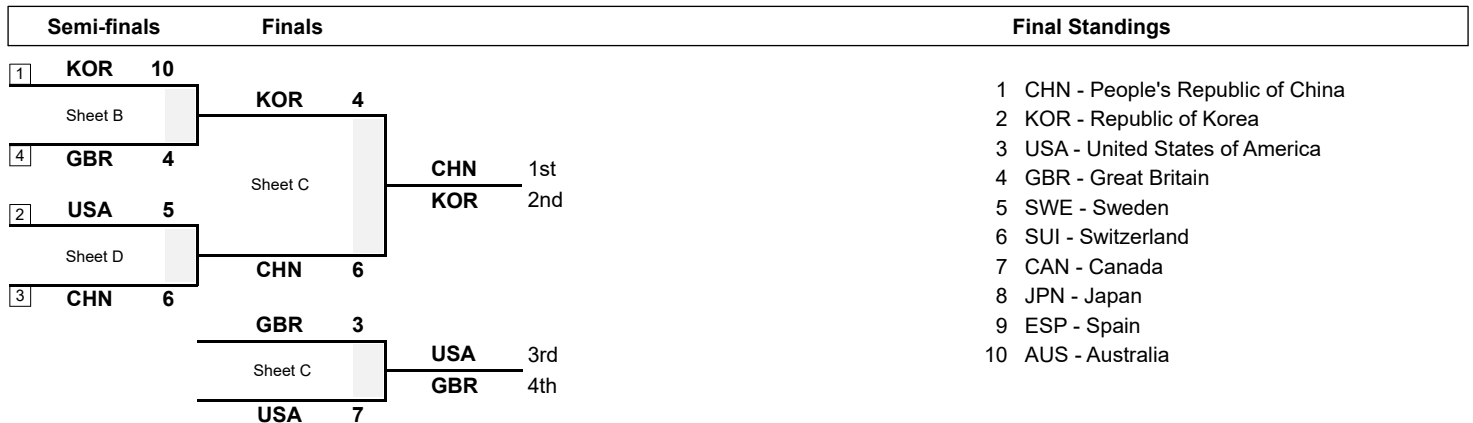 Semi-finals Finals Final Standings
1 KOR 10
Sheet B
4 GBR 4
2 USA 5
Sheet D
3 CHN 6
KOR 4
Sheet C
CHN 6
GBR 3
Sheet C
USA 7
CHN 1st
KOR 2nd
USA 3rd
GBR 4th
1 CHN - People's Republic of China
2 KOR - Republic of Korea
3 USA - United States of America
4 GBR - Great Britain
5 SWE - Sweden
6 SUI - Switzerland
7 CAN - Canada
8 JPN - Japan
9 ESP - Spain
10 AUS - Australia